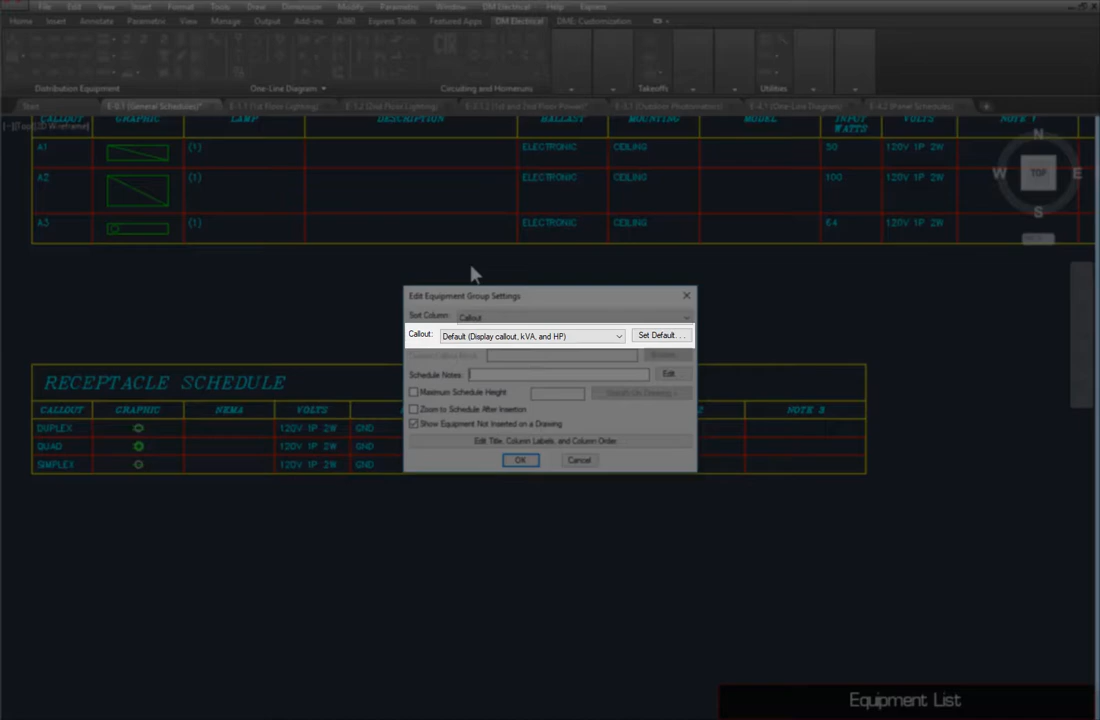 File Edit View Insert Format Tools Draw Dimension Modify Parametric Window DM Electrical Help Express
Home Insert Annotate Parametric View Manage Output Add-ins A360 Express Tools Featured Apps DM Electrical DME: Customization
Distribution Equipment One-Line Diagram Circuiting and Homeruns Takeoffs Utilities
Start E-0.1 (General Schedules)* E-1.1 (1st Floor Lighting) E-1.2 (2nd Floor Lighting) E-3.1 (Outdoor Photometrics) E-4.1 (One-Line Diagram) E-4.2 (Panel Schedules)
[-][Top][2D Wireframe]
CALLOUT GRAPHIC LAMP DESCRIPTION BALLAST MOUNTING MODEL INPUT WATTS VOLTS NOTE 1
A1 (1) ELECTRONIC CEILING 50 120V 1P 2W
A2 (1) ELECTRONIC CEILING 100 120V 1P 2W
A3 (1) ELECTRONIC CEILING 64 120V 1P 2W
N
W TOP E
S
Edit Equipment Group Settings
Sort Column: Callout
Callout: Default (Display callout, kVA, and HP) Set Default. . .
Schedule Notes: Edit
Maximum Schedule Height
Zoom to Schedule After Insertion
Show Equipment Not Inserted on a Drawing
Edit Title, Column Labels, and Column Order.
OK Cancel
RECEPTACLE SCHEDULE
CALLOUT GRAPHIC NEMA VOLTS 2 NOTE 3
DUPLEX 120V 1P 2W GND
QUAD 120V 1P 2W GND
SIMPLEX 120V 1P 2W GND
Equipment List